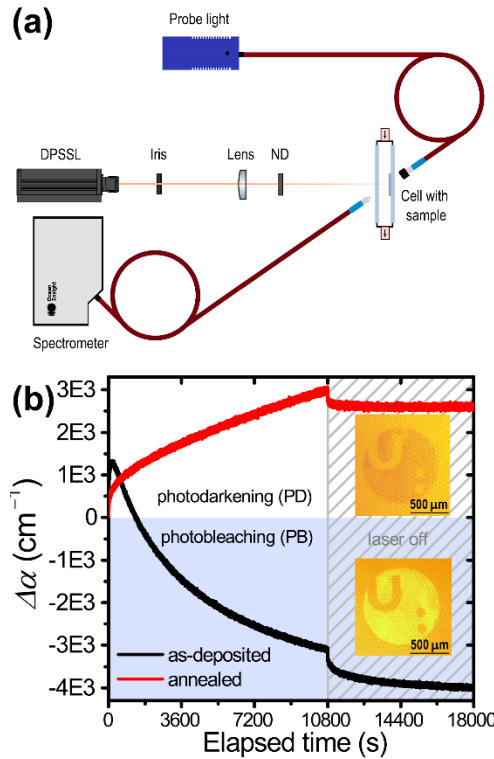 (a)
Probe light
DPSSL
Iris
Lens
ND
Cell with
sample
Ocean
Insight
Spectrometer
(b)
3E3
2E3
1E3
0
-1E3
-2E3
-3E3
-4E3
Δα (cm⁻¹)
photodarkening (PD)
photobleaching (PB)
laser off
500 μm
500 μm
as-deposited
annealed
0
3600
7200
10800
14400
18000
Elapsed time (s)